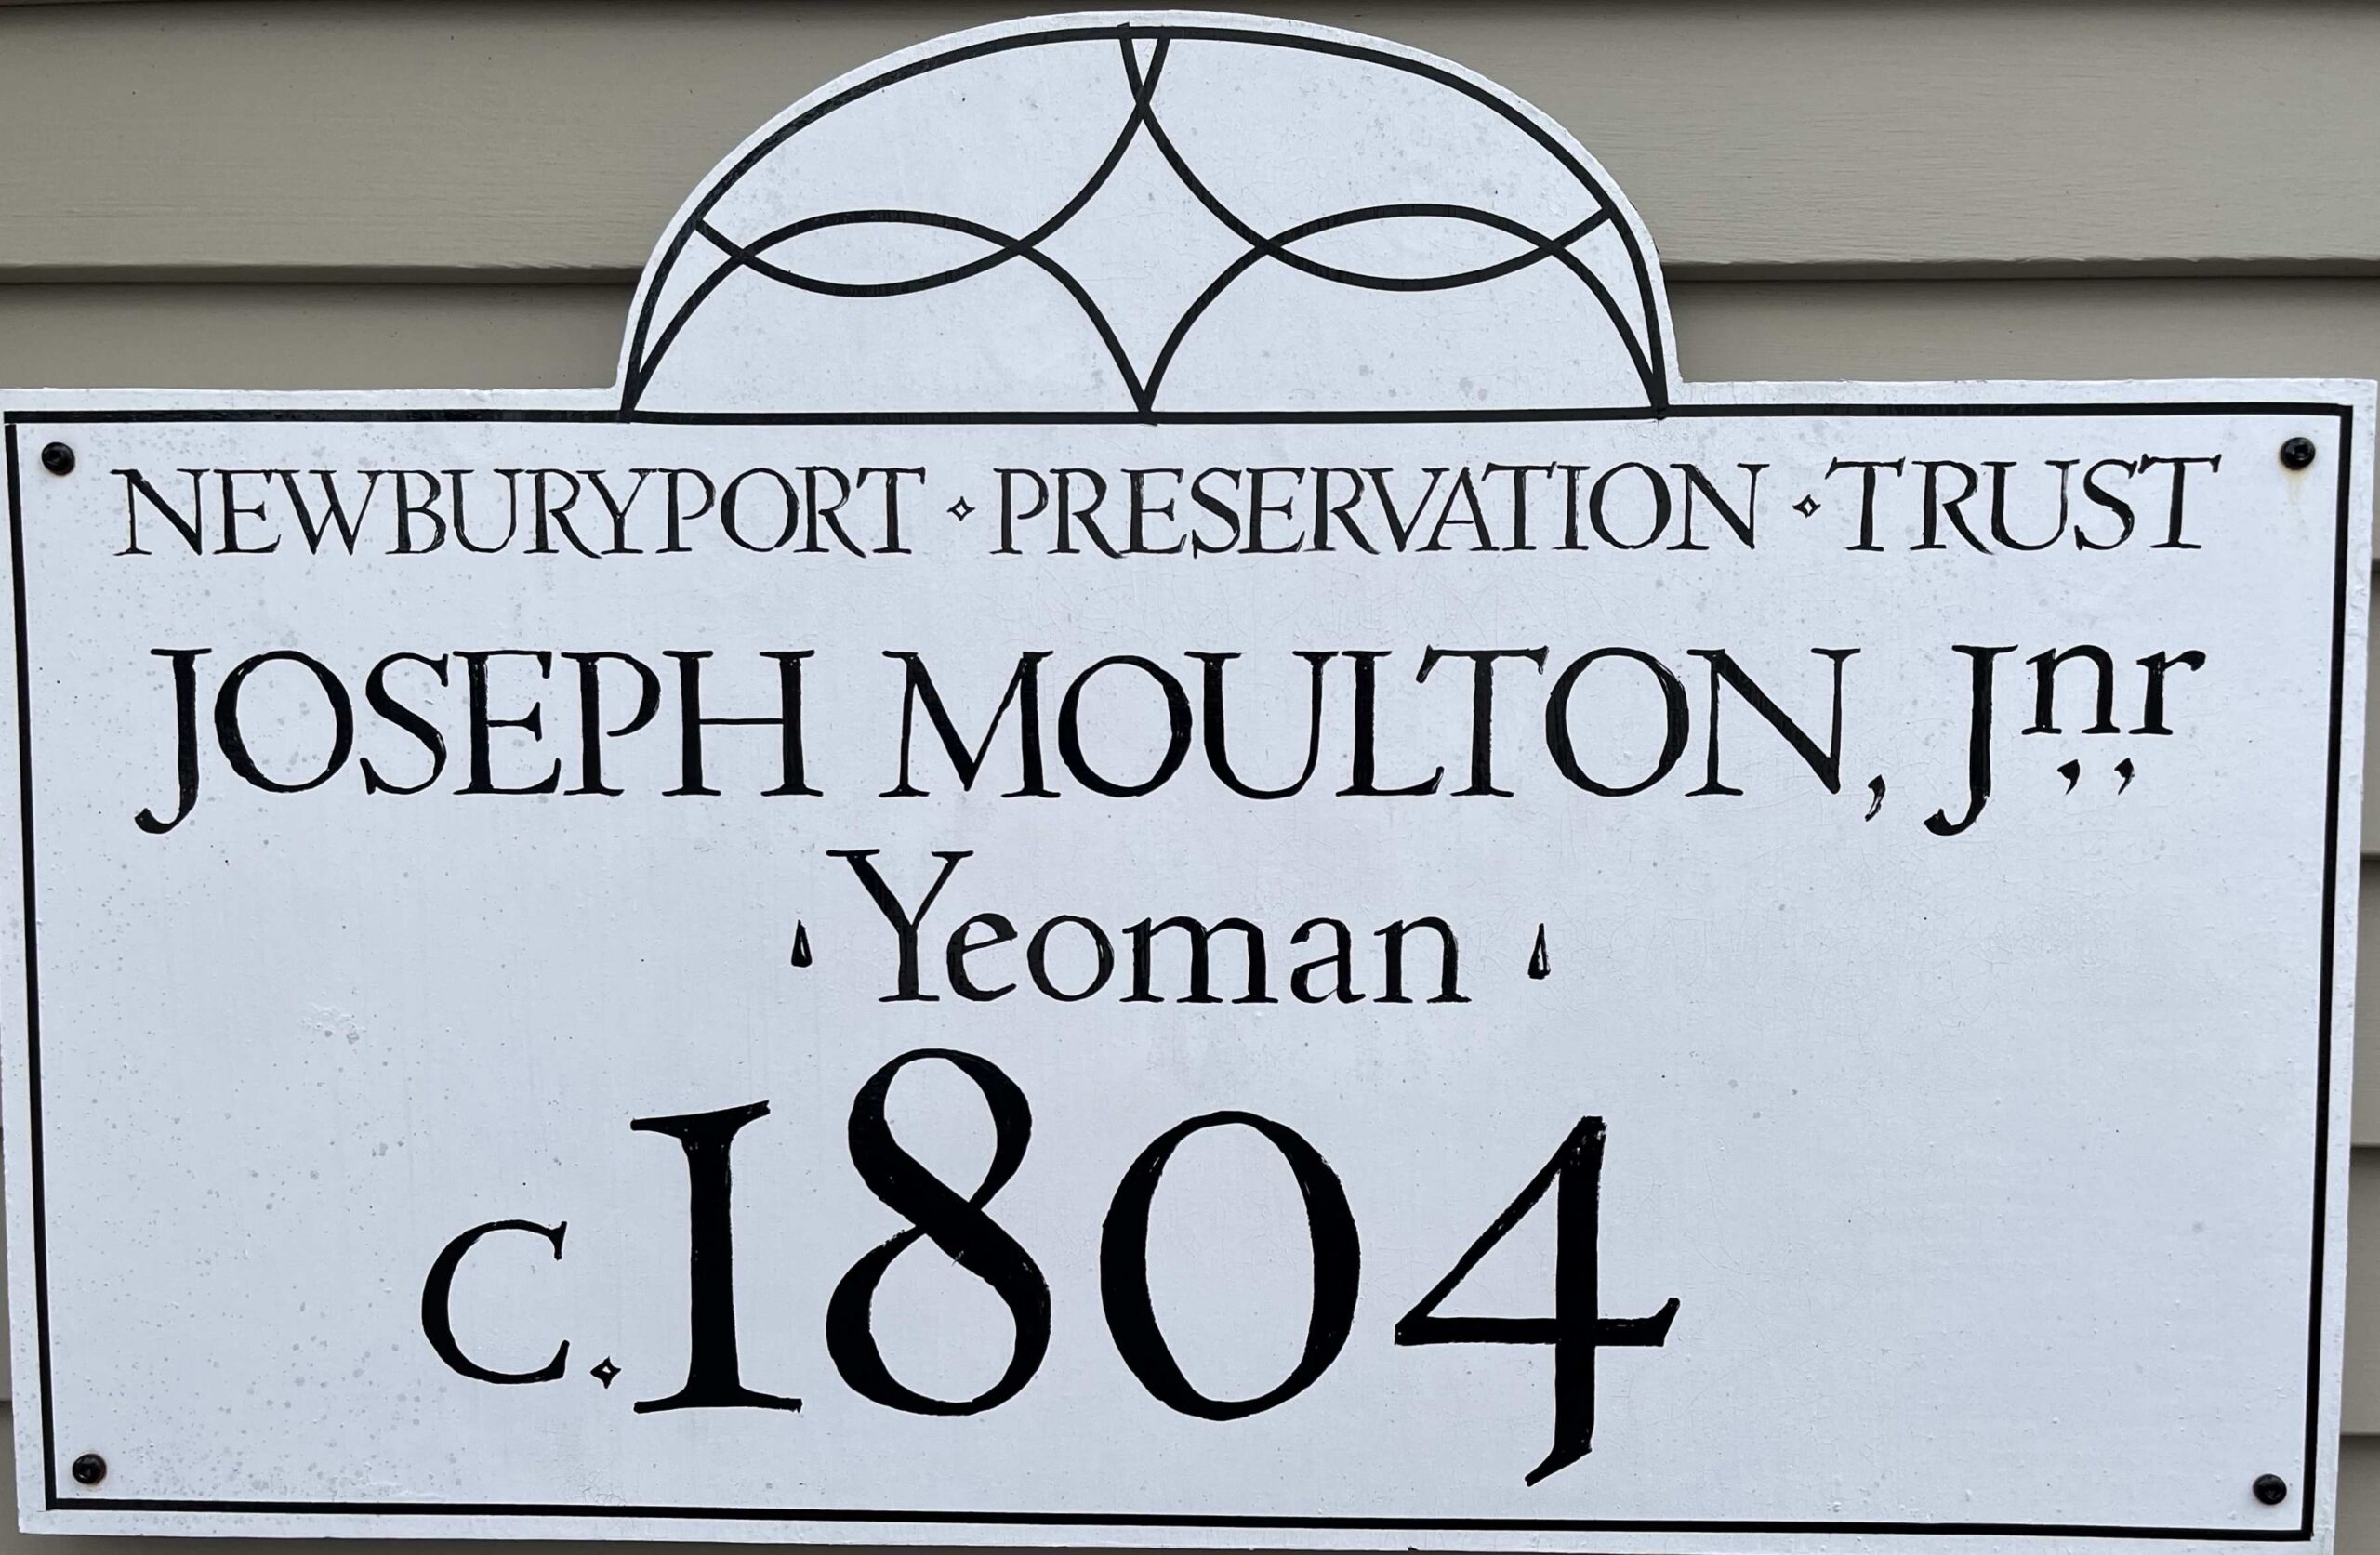 NEWBURYPORT · PRESERVATION · TRUST
JOSEPH MOULTON, Jnr
Yeoman
c.1804